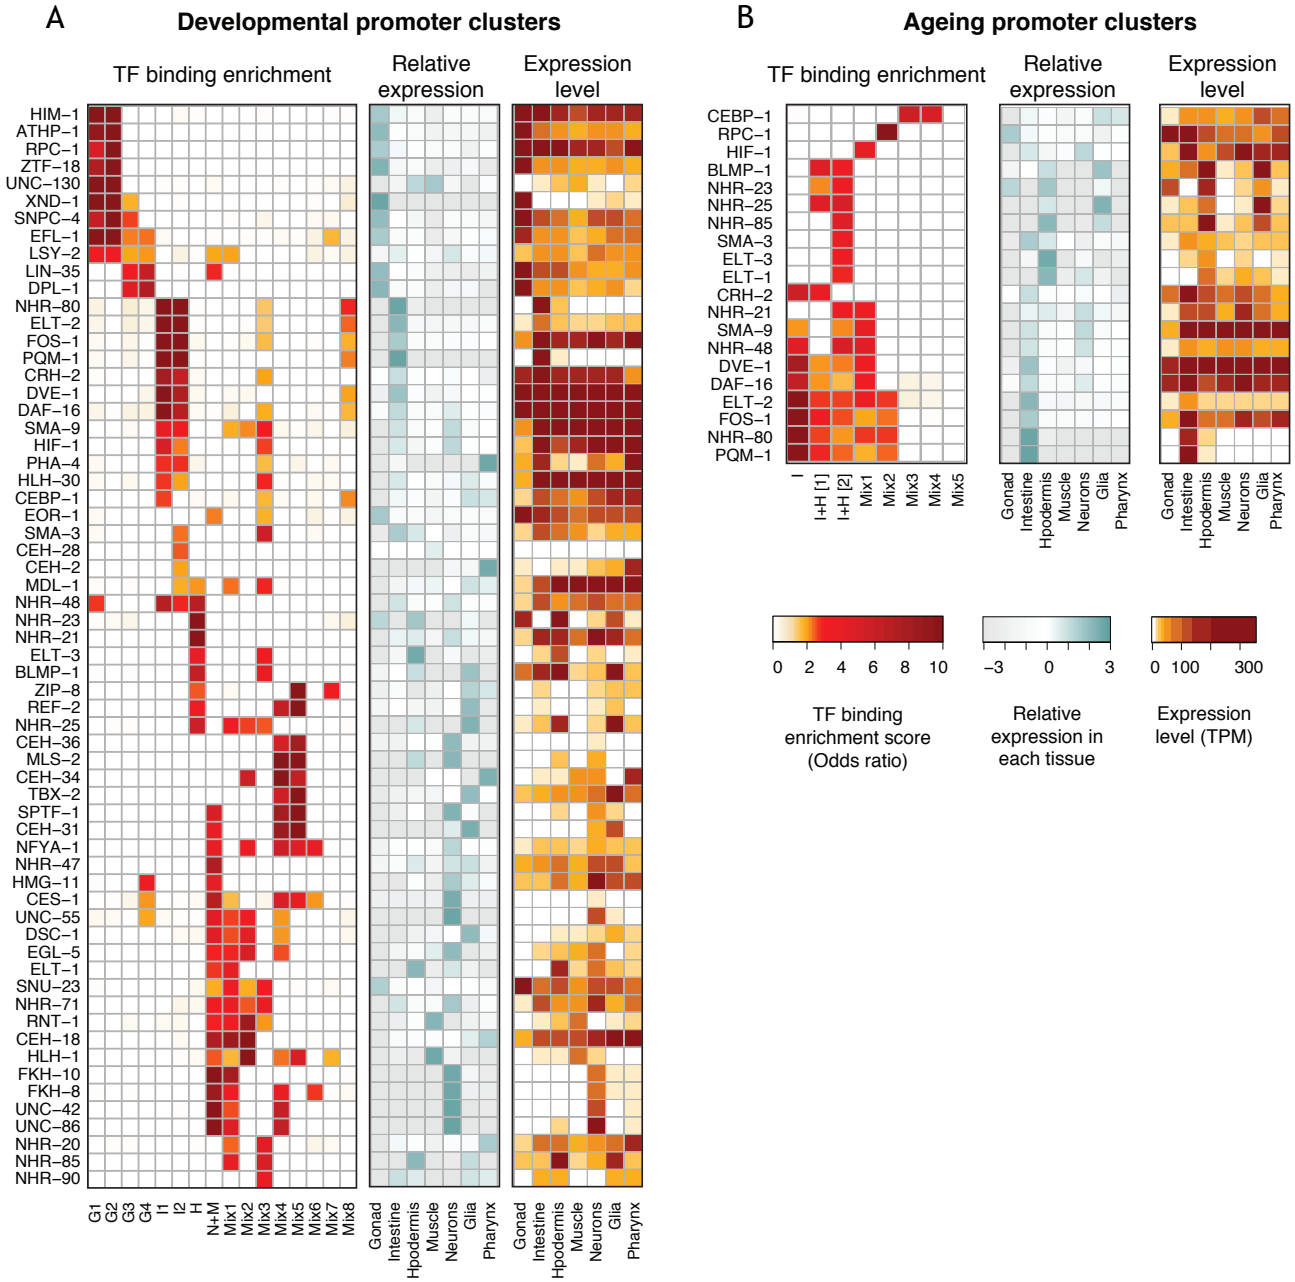 A
Developmental promoter clusters
TF binding enrichment
Relative
expression
Expression
level
HIM−1
ATHP−1
RPC−1
ZTF−18
UNC−130
XND−1
SNPC−4
EFL−1
LSY−2
LIN−35
DPL−1
NHR−80
ELT−2
FOS−1
PQM−1
CRH−2
DVE−1
DAF−16
SMA−9
HIF−1
PHA−4
HLH−30
CEBP−1
EOR−1
SMA−3
CEH−28
CEH−2
MDL−1
NHR−48
NHR−23
NHR−21
ELT−3
BLMP−1
ZIP−8
REF−2
NHR−25
CEH−36
MLS−2
CEH−34
TBX−2
SPTF−1
CEH−31
NFYA−1
NHR−47
HMG−11
CES−1
UNC−55
DSC−1
EGL−5
ELT−1
SNU−23
NHR−71
RNT−1
CEH−18
HLH−1
FKH−10
FKH−8
UNC−42
UNC−86
NHR−20
NHR−85
NHR−90
G1
G2
G3
G4
I1
I2
H
N+M
Mix1
Mix2
Mix3
Mix4
Mix5
Mix6
Mix7
Mix8
Gonad
Intestine
Hpodermis
Muscle
Neurons
Glia
Pharynx
Gonad
Intestine
Hpodermis
Muscle
Neurons
Glia
Pharynx
B
Ageing promoter clusters
TF binding enrichment
Relative
expression
Expression
level
CEBP−1
RPC−1
HIF−1
BLMP−1
NHR−23
NHR−25
NHR−85
SMA−3
ELT−3
ELT−1
CRH−2
NHR−21
SMA−9
NHR−48
DVE−1
DAF−16
ELT−2
FOS−1
NHR−80
PQM−1
I
I+H [1]
I+H [2]
Mix1
Mix2
Mix3
Mix4
Mix5
Gonad
Intestine
Hpodermis
Muscle
Neurons
Glia
Pharynx
Gonad
Intestine
Hpodermis
Muscle
Neurons
Glia
Pharynx
0 2 4 6 8 10
TF binding
enrichment score
(Odds ratio)
−3 0 3
Relative
expression in
each tissue
0 100 300
Expression
level (TPM)